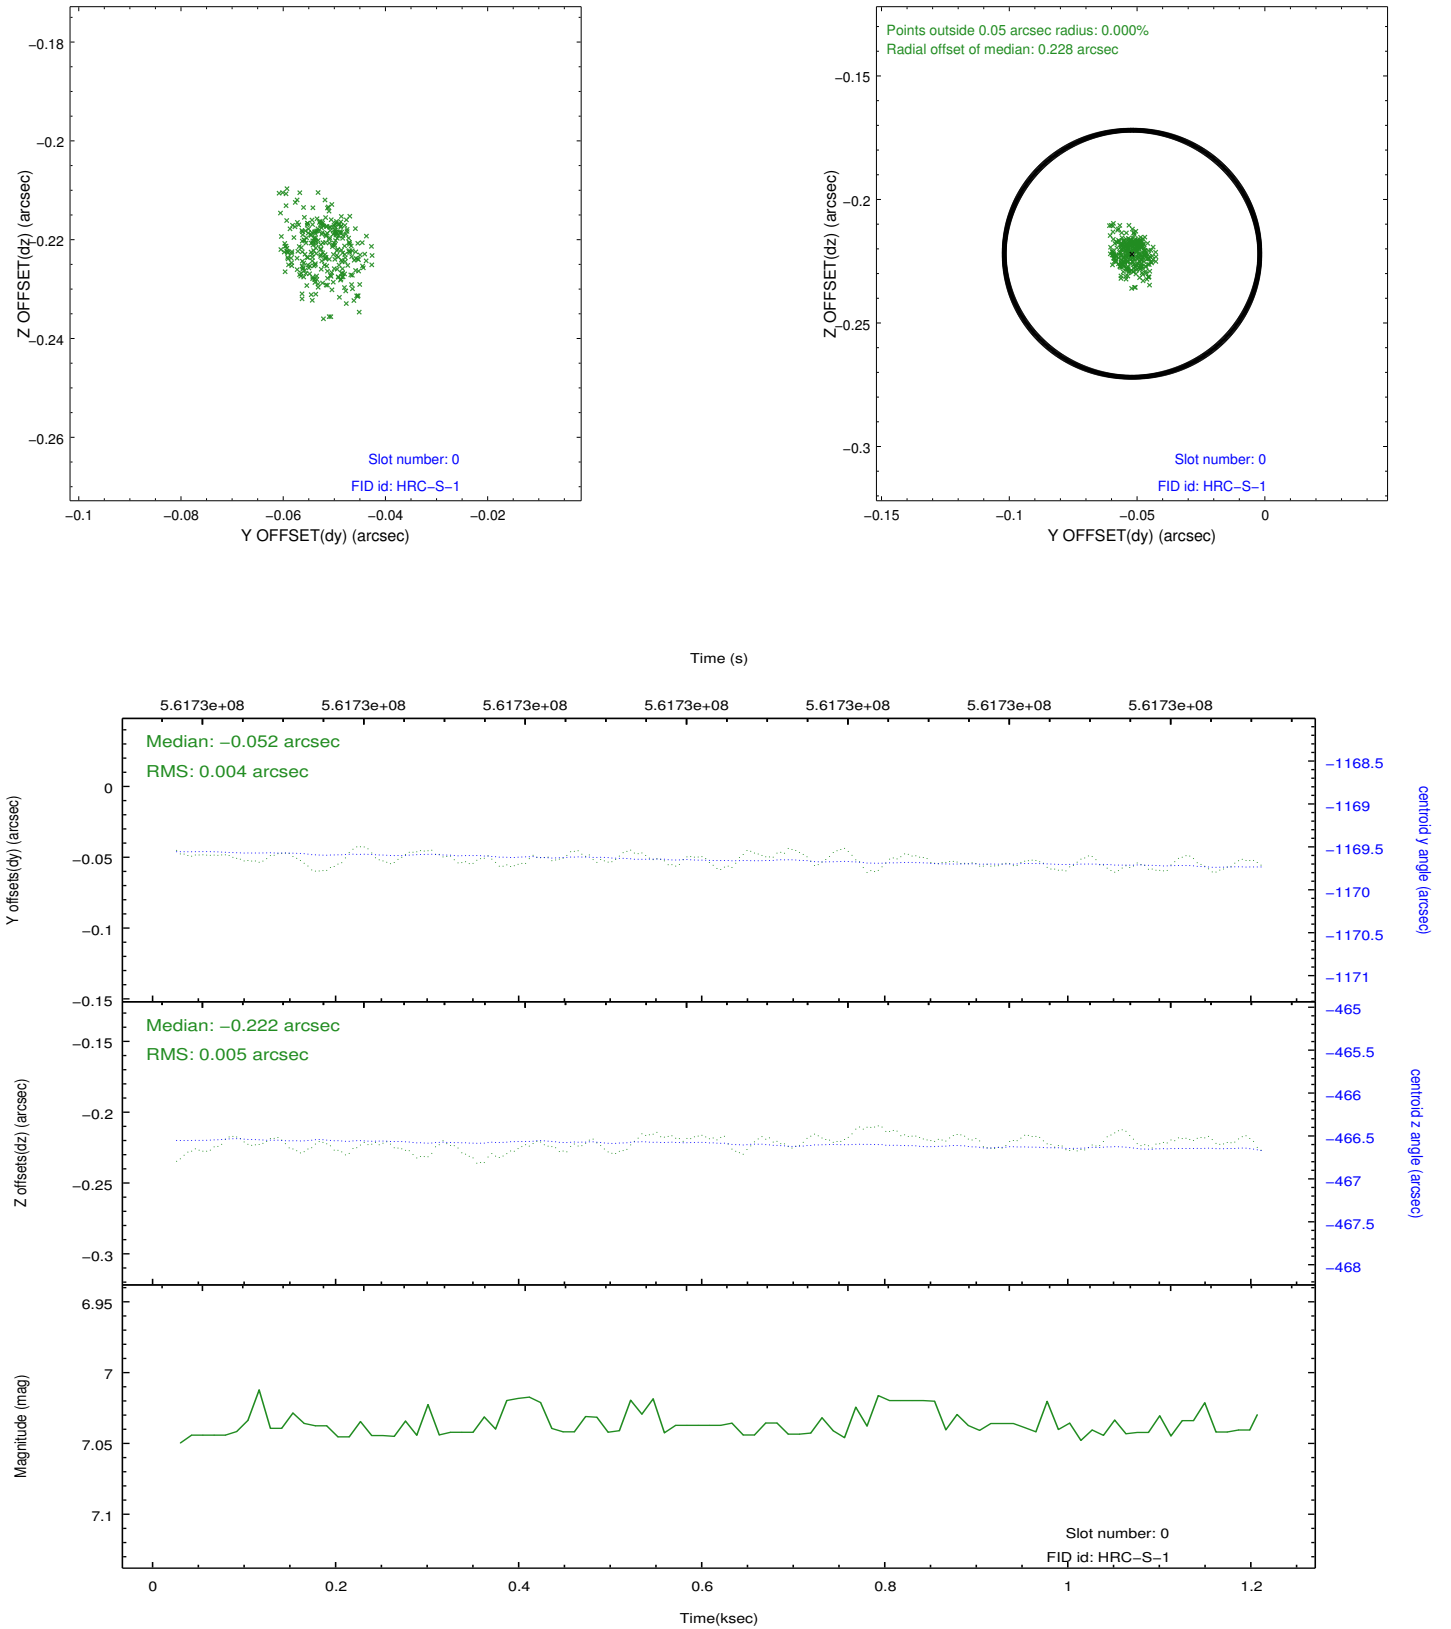 −0.18
−0.2
−0.22
−0.24
−0.26
Z OFFSET(dz) (arcsec)
Slot number: 0
FID id: HRC−S−1
−0.1 −0.08 −0.06 −0.04 −0.02
Y OFFSET(dy) (arcsec)
Points outside 0.05 arcsec radius: 0.000%
Radial offset of median: 0.228 arcsec
−0.15
−0.2
−0.25
−0.3
Z OFFSET(dz) (arcsec)
Slot number: 0
FID id: HRC−S−1
−0.15 −0.1 −0.05 0
Y OFFSET(dy) (arcsec)
Time (s)
5.6173e+08 5.6173e+08 5.6173e+08 5.6173e+08 5.6173e+08 5.6173e+08 5.6173e+08
Median: −0.052 arcsec
RMS: 0.004 arcsec
0
−0.05
−0.1
−0.15
Y offsets(dy) (arcsec)
−1168.5
−1169
−1169.5
−1170
−1170.5
−1171
centroid y angle (arcsec)
Median: −0.222 arcsec
RMS: 0.005 arcsec
−0.15
−0.2
−0.25
−0.3
Z offsets(dz) (arcsec)
−465
−465.5
−466
−466.5
−467
−467.5
−468
centroid z angle (arcsec)
6.95
7
7.05
7.1
Magnitude (mag)
Slot number: 0
FID id: HRC−S−1
0 0.2 0.4 0.6 0.8 1 1.2
Time(ksec)